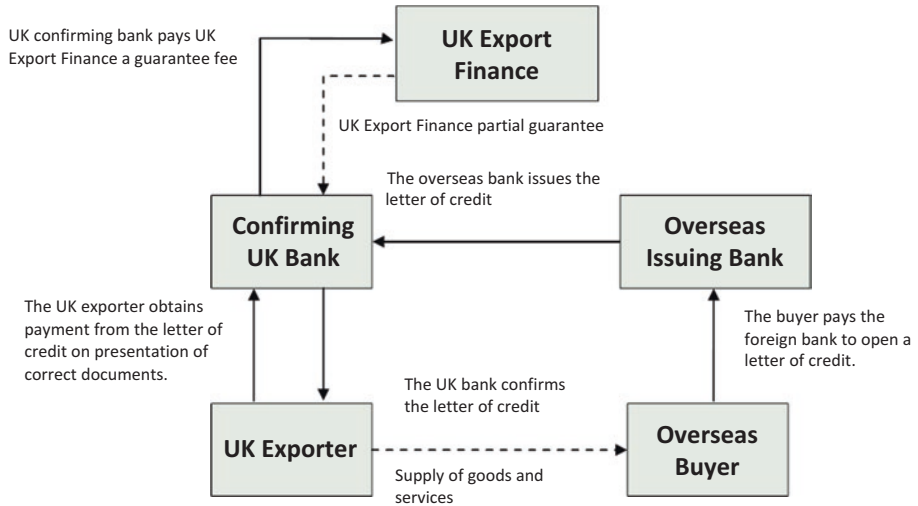 UK confirming bank pays UK
Export Finance a guarantee fee
UK Export
Finance
UK Export Finance partial guarantee
The overseas bank issues the
letter of credit
Confirming
UK Bank
Overseas
Issuing Bank
The UK exporter obtains
payment from the letter of
credit on presentation of
correct documents.
The buyer pays the
foreign bank to open a
letter of credit.
The UK bank confirms
the letter of credit
UK Exporter
Overseas
Buyer
Supply of goods and
services